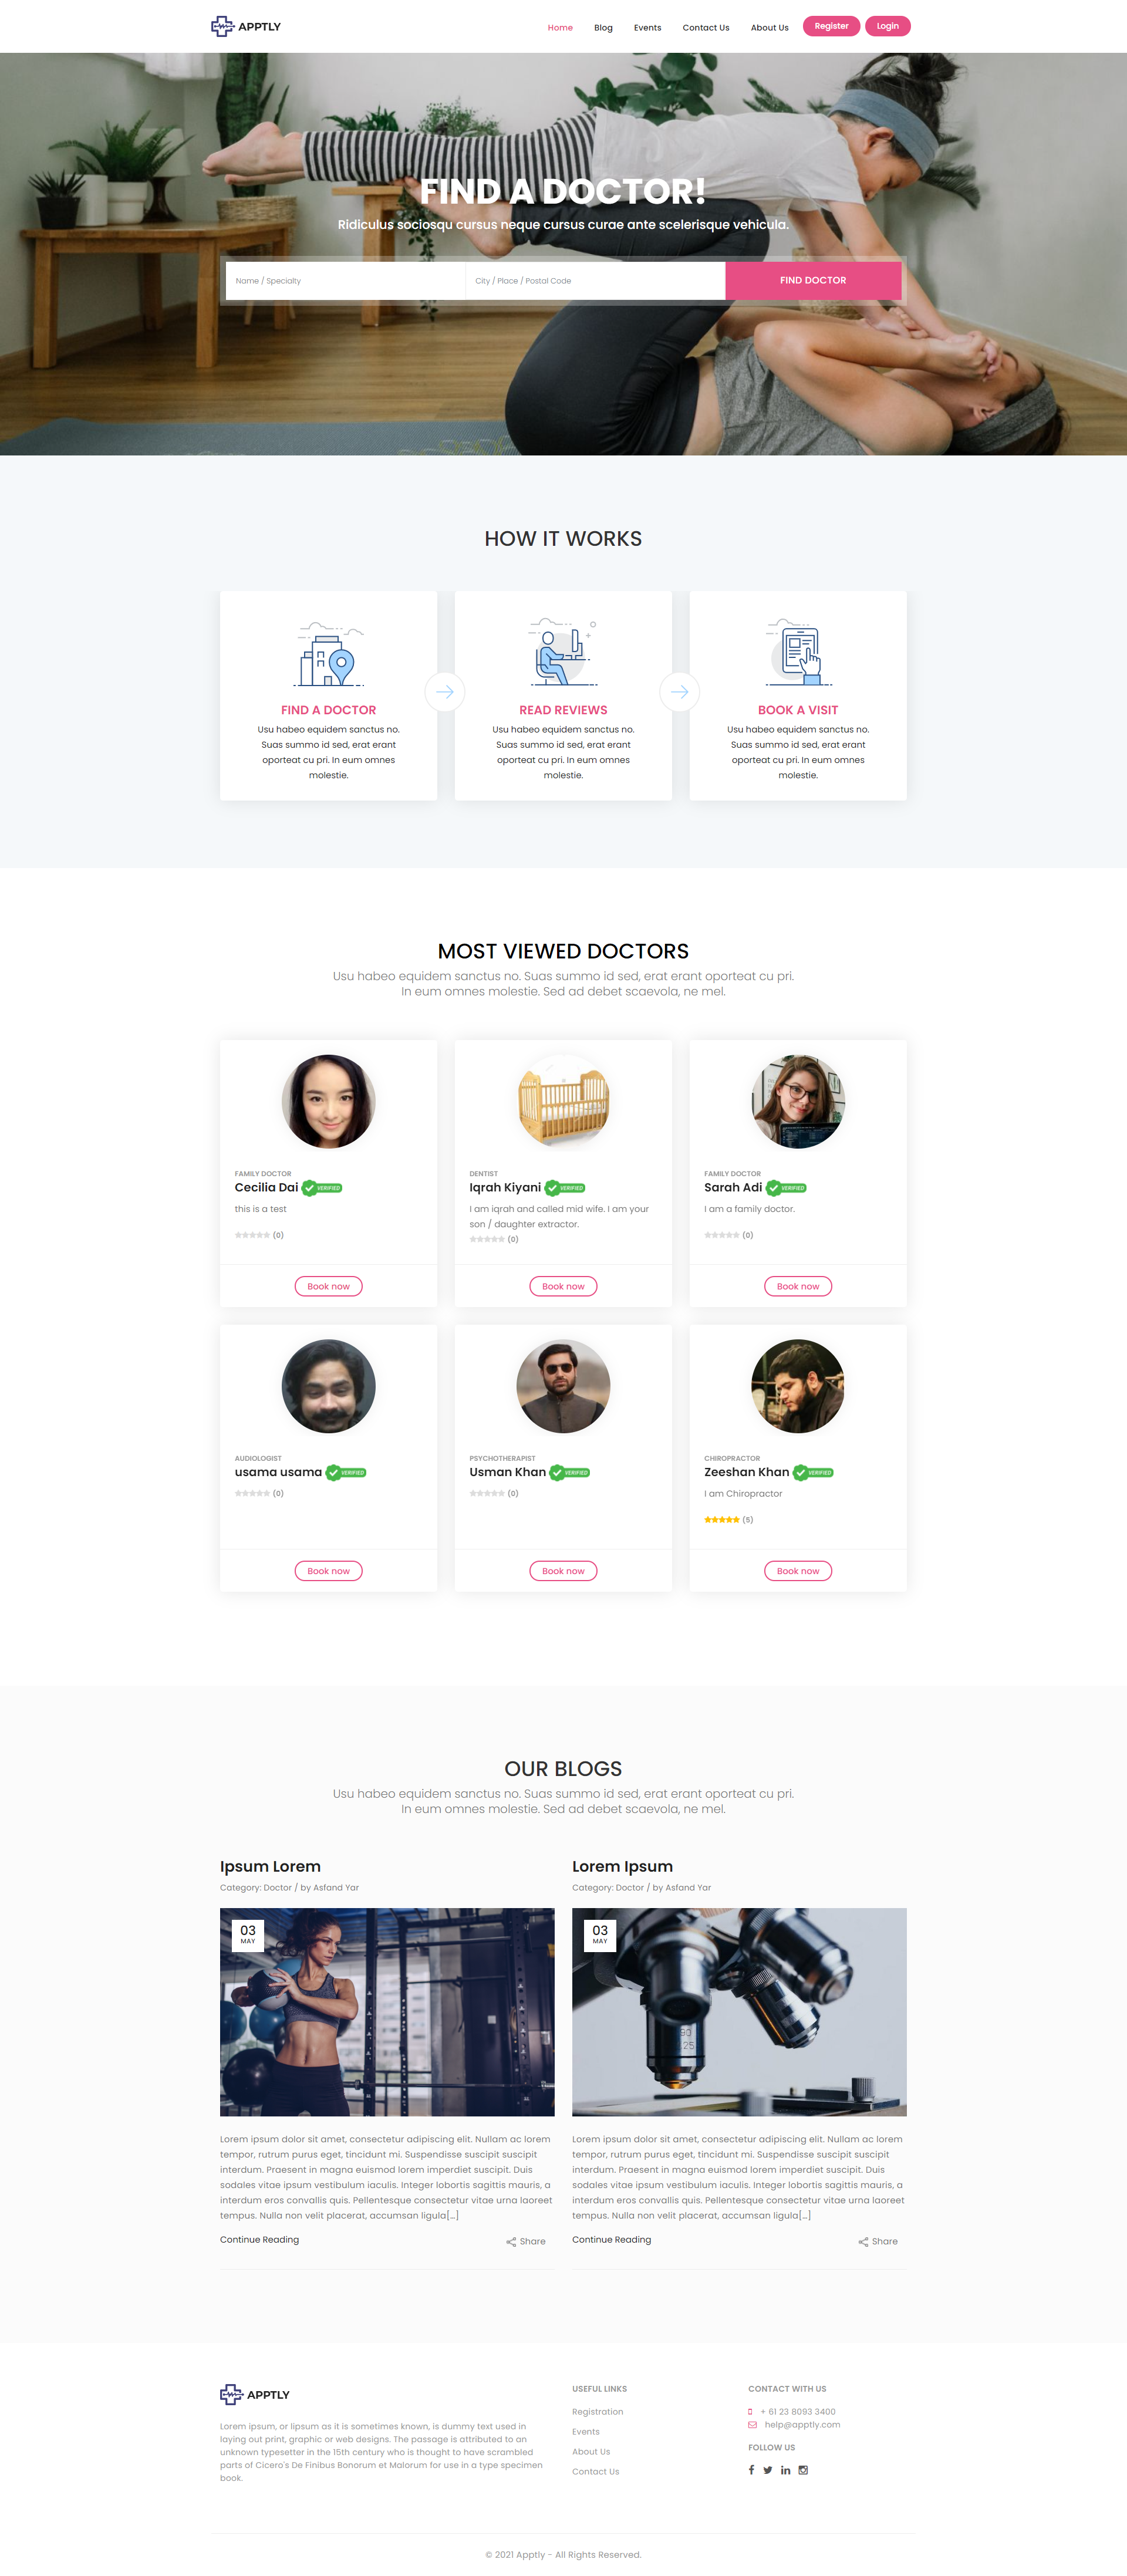 APPTLY
Home Blog Events Contact Us About Us Register Login
FIND A DOCTOR!
Ridiculus sociosqu cursus neque cursus curae ante scelerisque vehicula.
Name / Specialty City / Place / Postal Code FIND DOCTOR
HOW IT WORKS
FIND A DOCTOR
Usu habeo equidem sanctus no.
Suas summo id sed, erat erant
oporteat cu pri. In eum omnes
molestie.
READ REVIEWS
Usu habeo equidem sanctus no.
Suas summo id sed, erat erant
oporteat cu pri. In eum omnes
molestie.
BOOK A VISIT
Usu habeo equidem sanctus no.
Suas summo id sed, erat erant
oporteat cu pri. In eum omnes
molestie.
MOST VIEWED DOCTORS
Usu habeo equidem sanctus no. Suas summo id sed, erat erant oporteat cu pri.
In eum omnes molestie. Sed ad debet scaevola, ne mel.
FAMILY DOCTOR
Cecilia Dai VERIFIED
this is a test
(0)
Book now
DENTIST
Iqrah Kiyani VERIFIED
I am iqrah and called mid wife. I am your
son / daughter extractor.
(0)
Book now
FAMILY DOCTOR
Sarah Adi VERIFIED
I am a family doctor.
(0)
Book now
AUDIOLOGIST
usama usama VERIFIED
(0)
Book now
PSYCHOTHERAPIST
Usman Khan VERIFIED
(0)
Book now
CHIROPRACTOR
Zeeshan Khan VERIFIED
I am Chiropractor
(5)
Book now
OUR BLOGS
Usu habeo equidem sanctus no. Suas summo id sed, erat erant oporteat cu pri.
In eum omnes molestie. Sed ad debet scaevola, ne mel.
Ipsum Lorem
Category: Doctor / by Asfand Yar
03
MAY
Lorem ipsum dolor sit amet, consectetur adipiscing elit. Nullam ac lorem
tempor, rutrum purus eget, tincidunt mi. Suspendisse suscipit suscipit
interdum. Praesent in magna euismod lorem imperdiet suscipit. Duis
sodales vitae ipsum vestibulum iaculis. Integer lobortis sagittis mauris, a
interdum eros convallis quis. Pellentesque consectetur vitae urna laoreet
tempus. Nulla non velit placerat, accumsan ligula[...]
Continue Reading Share
Lorem Ipsum
Category: Doctor / by Asfand Yar
03
MAY
Lorem ipsum dolor sit amet, consectetur adipiscing elit. Nullam ac lorem
tempor, rutrum purus eget, tincidunt mi. Suspendisse suscipit suscipit
interdum. Praesent in magna euismod lorem imperdiet suscipit. Duis
sodales vitae ipsum vestibulum iaculis. Integer lobortis sagittis mauris, a
interdum eros convallis quis. Pellentesque consectetur vitae urna laoreet
tempus. Nulla non velit placerat, accumsan ligula[...]
Continue Reading Share
APPTLY
Lorem ipsum, or lipsum as it is sometimes known, is dummy text used in
laying out print, graphic or web designs. The passage is attributed to an
unknown typesetter in the 15th century who is thought to have scrambled
parts of Cicero's De Finibus Bonorum et Malorum for use in a type specimen
book.
USEFUL LINKS
Registration
Events
About Us
Contact Us
CONTACT WITH US
+ 61 23 8093 3400
help@apptly.com
FOLLOW US
© 2021 Apptly - All Rights Reserved.